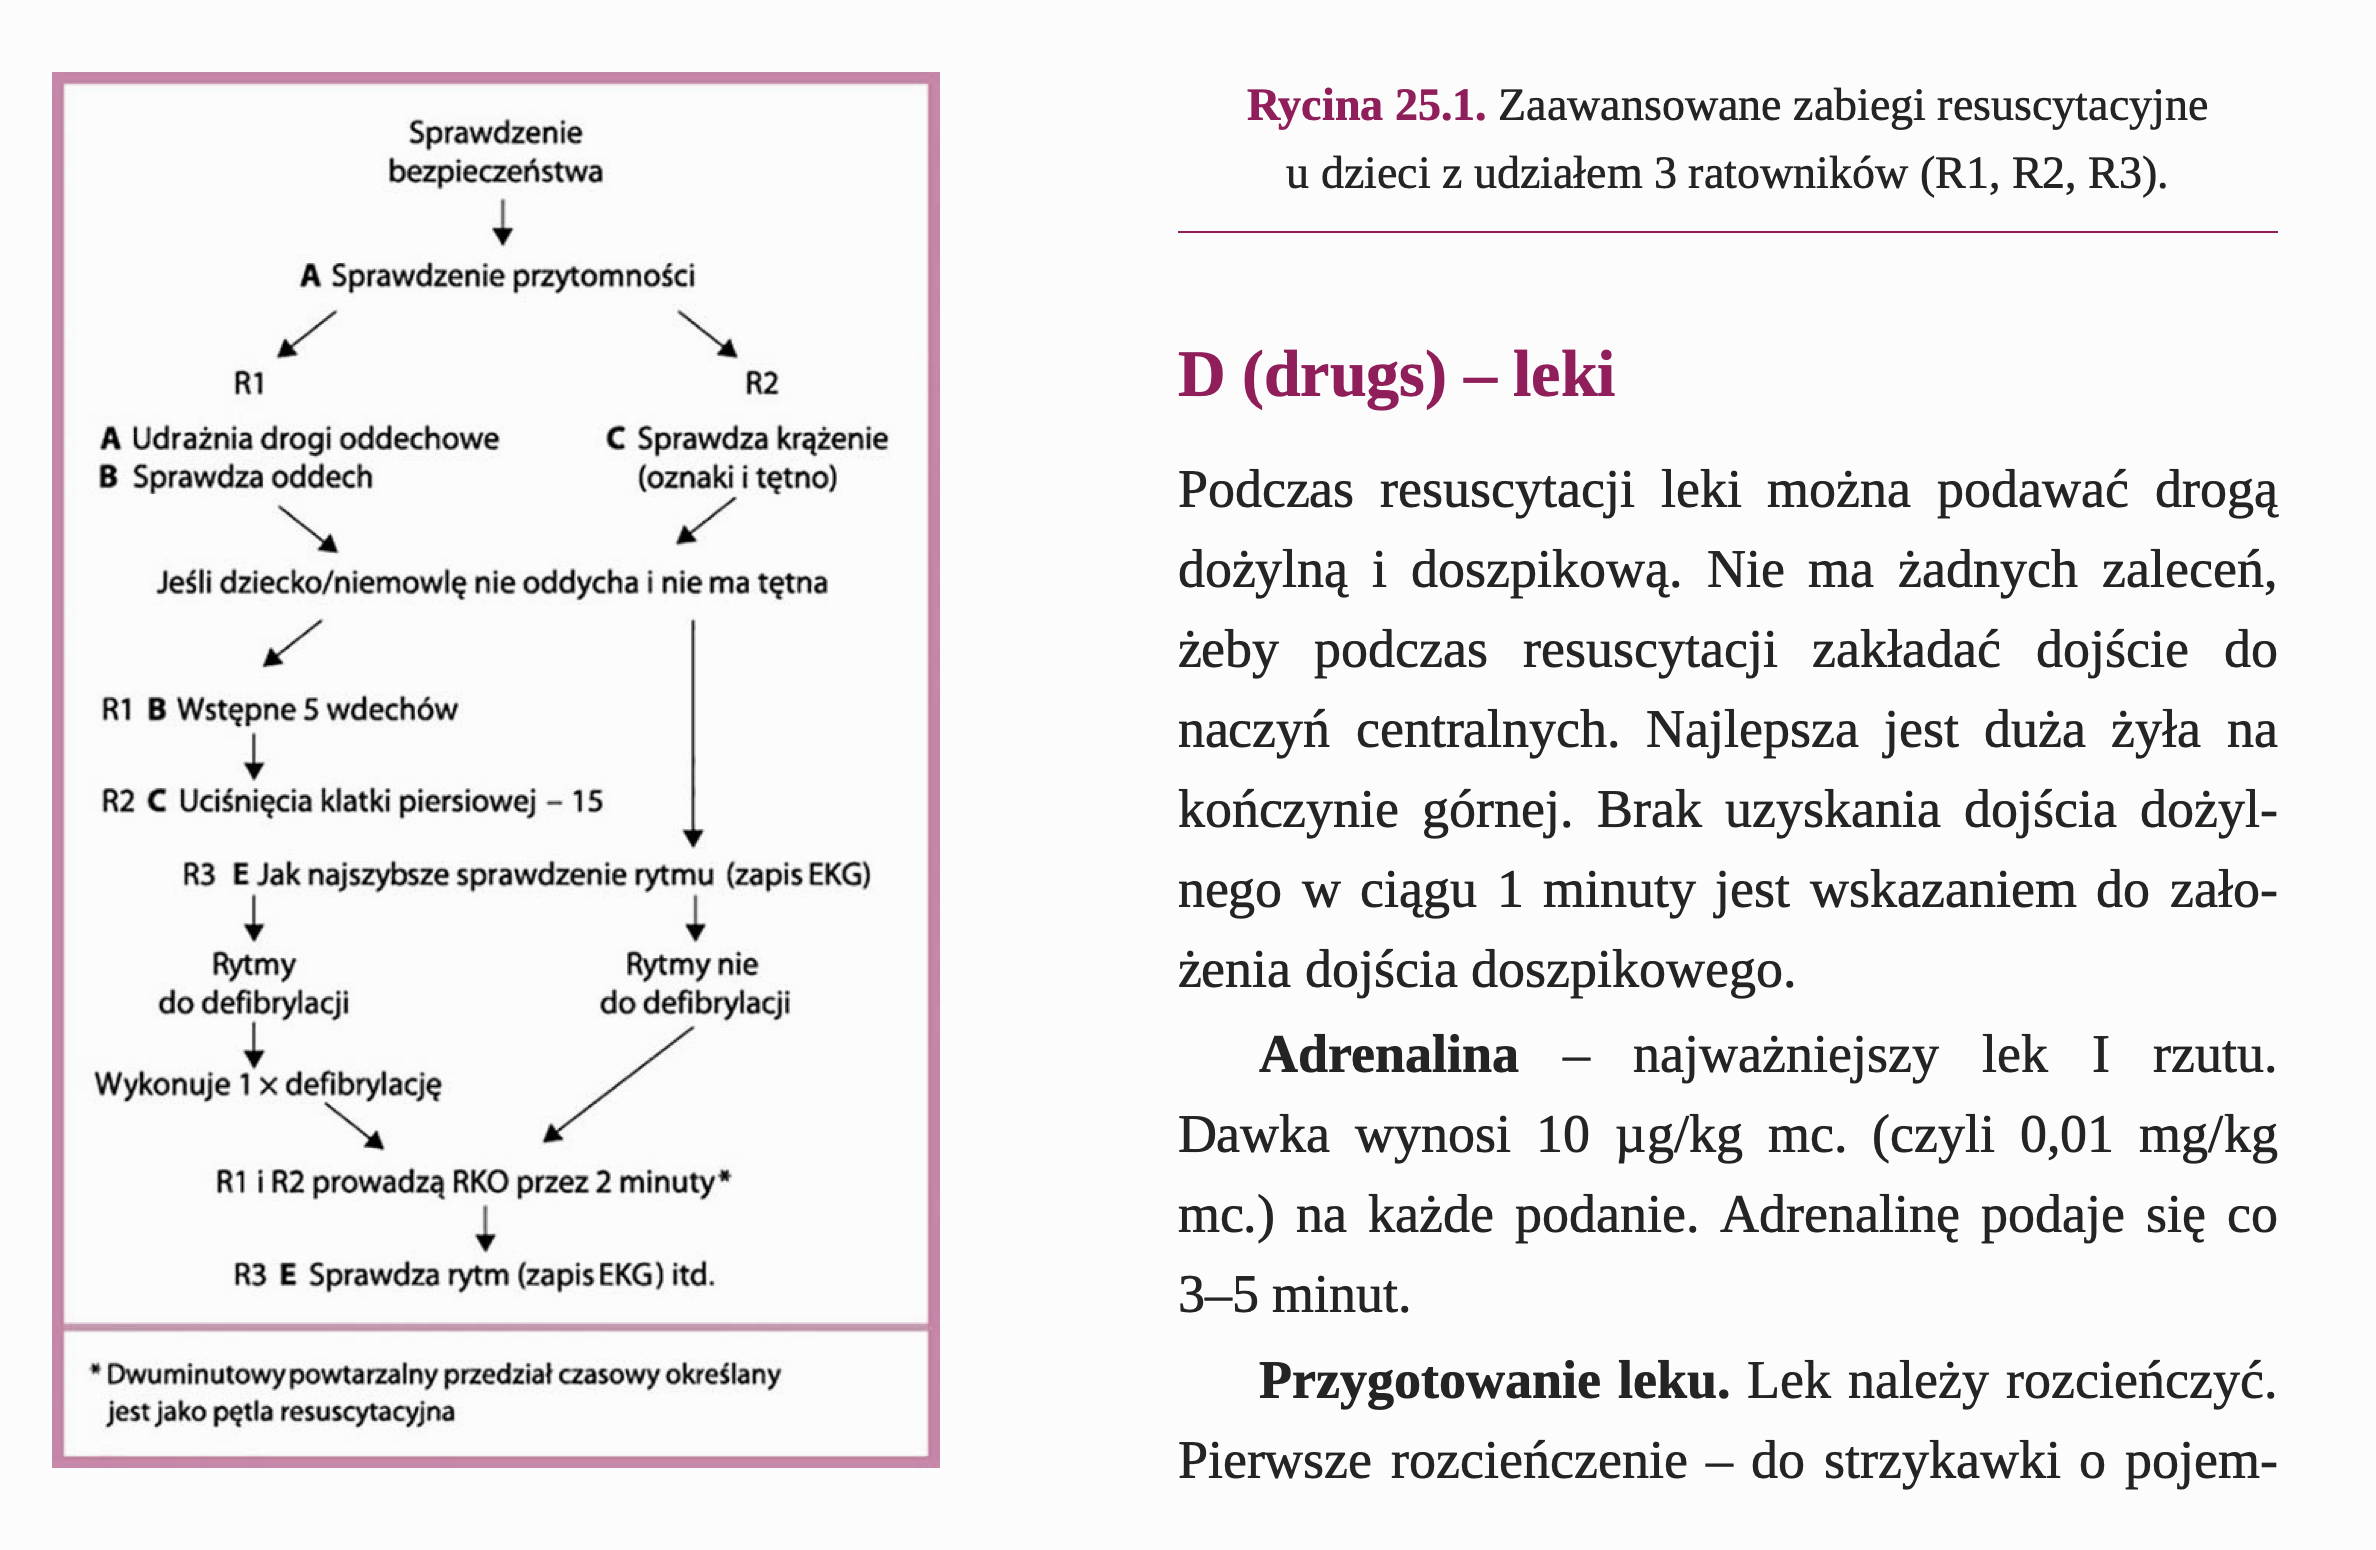 Sprawdzenie
bezpieczeństwa
A Sprawdzenie przytomności
R1
R2
A Udrażnia drogi oddechowe
B Sprawdza oddech
C Sprawdza krążenie
(oznaki i tętno)
Jeśli dziecko/niemowlę nie oddycha i nie ma tętna
R1 B Wstępne 5 wdechów
R2 C Uciśnięcia klatki piersiowej – 15
R3 E Jak najszybsze sprawdzenie rytmu (zapis EKG)
Rytmy
do defibrylacji
Rytmy nie
do defibrylacji
Wykonuje 1 × defibrylację
R1 i R2 prowadzą RKO przez 2 minuty*
R3 E Sprawdza rytm (zapis EKG) itd.
* Dwuminutowy powtarzalny przedział czasowy określany
jest jako pętla resuscytacyjna
Rycina 25.1. Zaawansowane zabiegi resuscytacyjne
u dzieci z udziałem 3 ratowników (R1, R2, R3).
D (drugs) – leki
Podczas resuscytacji leki można podawać drogą
dożylną i doszpikową. Nie ma żadnych zaleceń,
żeby podczas resuscytacji zakładać dojście do
naczyń centralnych. Najlepsza jest duża żyła na
kończynie górnej. Brak uzyskania dojścia dożyl-
nego w ciągu 1 minuty jest wskazaniem do zało-
żenia dojścia doszpikowego.
Adrenalina – najważniejszy lek I rzutu.
Dawka wynosi 10 µg/kg mc. (czyli 0,01 mg/kg
mc.) na każde podanie. Adrenalinę podaje się co
3–5 minut.
Przygotowanie leku. Lek należy rozcieńczyć.
Pierwsze rozcieńczenie – do strzykawki o pojem-